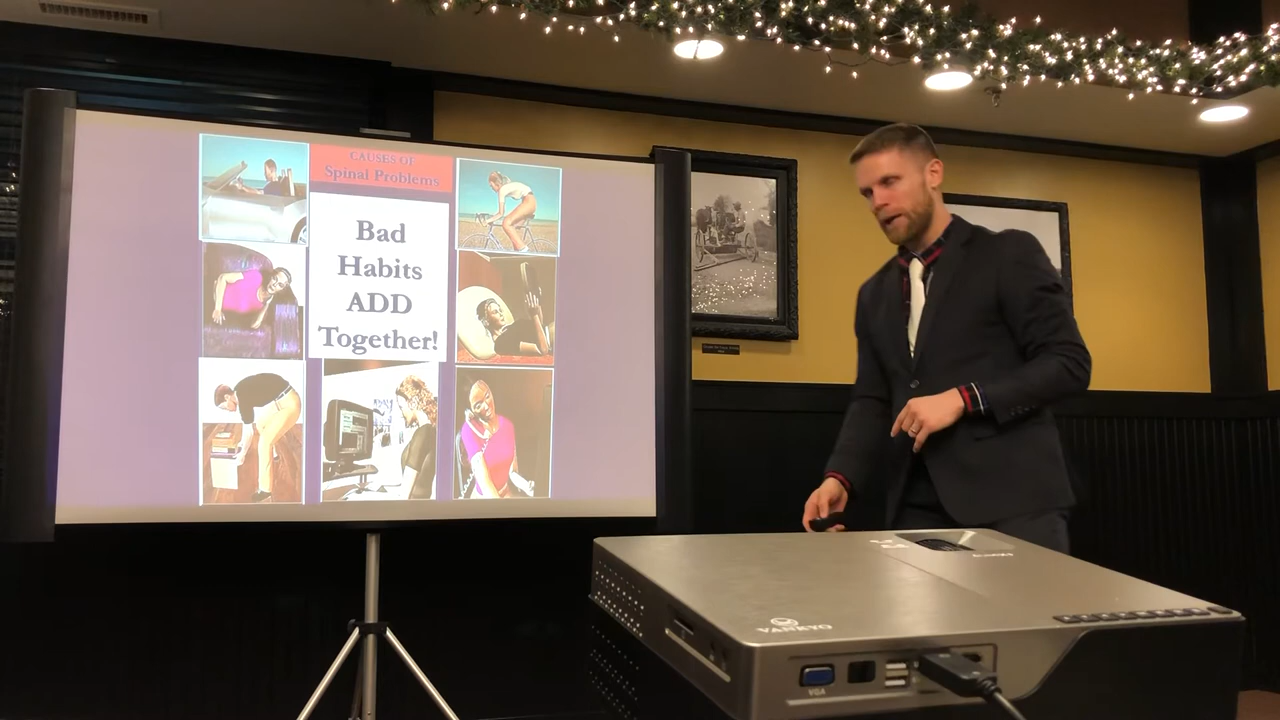 CAUSES OF
Spinal Problems
Bad
Habits
ADD
Together!
VANKYO
VGA